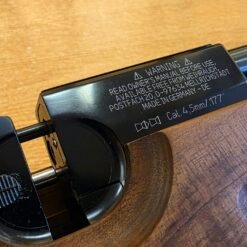 ⚠ WARNING ⚠
READ OWNER'S MANUAL BEFORE USE.
AVAILABLE FREE FROM WEIHRAUCH,
POSTFACH 20, D-97634 MELLRICHSTADT
MADE IN GERMANY - DE
Cal. 4,5mm/.177